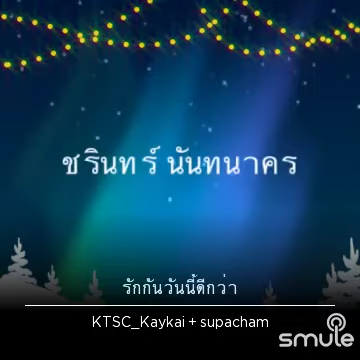 ชรินทร์ นันทนาคร
รักกันวันนี้ดีกว่า
KTSC_Kaykai + supacham
smule